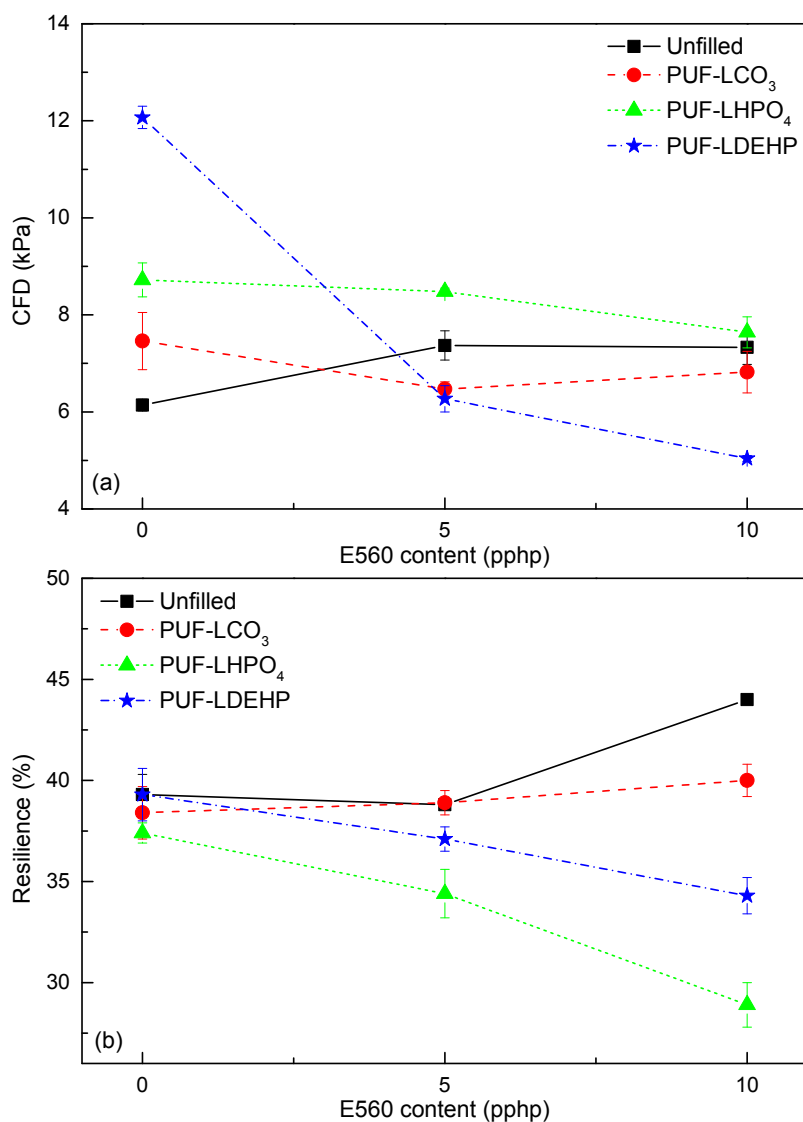 14
12
10
8
6
4
CFD (kPa)
Unfilled
PUF-LCO₃
PUF-LHPO₄
PUF-LDEHP
(a)
0
5
10
E560 content (pphp)
50
45
40
35
30
Resilience (%)
Unfilled
PUF-LCO₃
PUF-LHPO₄
PUF-LDEHP
(b)
0
5
10
E560 content (pphp)